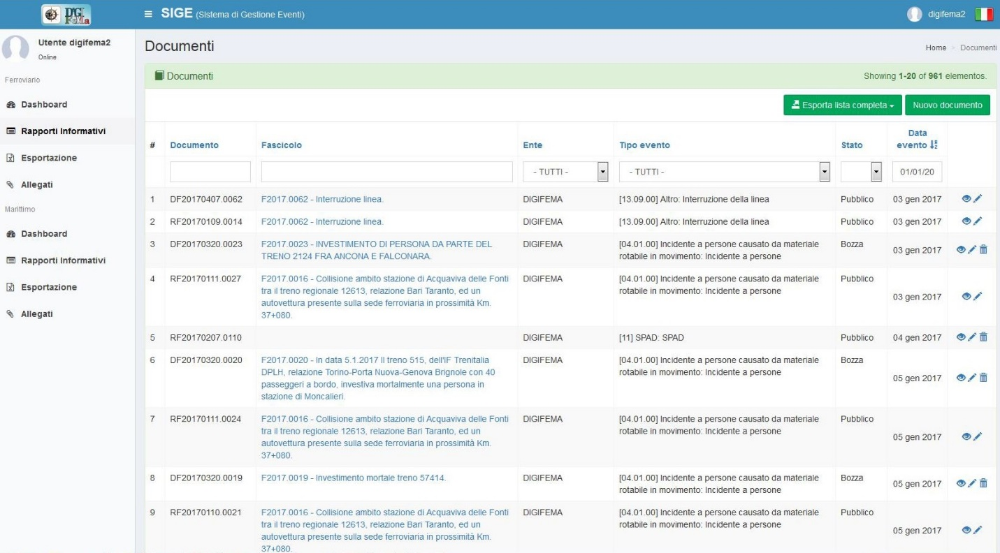 DIGI FeMa
SIGE (SIstema di Gestione Eventi)
digifema2
Utente digifema2
Online
Documenti
Home > Documenti
Ferroviario
Documenti
Showing 1-20 of 961 elementos.
Dashboard
Esporta lista completa
Nuovo documento
Rapporti Informativi
Esportazione
Allegati
Marittimo
Dashboard
Rapporti Informativi
Esportazione
Allegati
# Documento Fascicolo Ente Tipo evento Stato Data evento
- TUTTI - - TUTTI - 01/01/20
1 DF20170407.0062 F2017.0062 - Interruzione linea. DIGIFEMA [13.09.00] Altro: Interruzione della linea Pubblico 03 gen 2017
2 RF20170109.0014 F2017.0062 - Interruzione linea. DIGIFEMA [13.09.00] Altro: Interruzione della linea Pubblico 03 gen 2017
3 DF20170320.0023 F2017.0023 - INVESTIMENTO DI PERSONA DA PARTE DEL DIGIFEMA [04.01.00] Incidente a persone causato da materiale Bozza 03 gen 2017
TRENO 2124 FRA ANCONA E FALCONARA. rotabile in movimento: Incidente a persone
4 RF20170111.0027 F2017.0016 - Collisione ambito stazione di Acquaviva delle Fonti DIGIFEMA [04.01.00] Incidente a persone causato da materiale Pubblico
tra il treno regionale 12613, relazione Bari Taranto, ed un rotabile in movimento: Incidente a persone
autovettura presente sulla sede ferroviaria in prossimità Km. 03 gen 2017
37+080.
5 RF20170207.0110 DIGIFEMA [11] SPAD: SPAD Pubblico 04 gen 2017
6 DF20170320.0020 F2017.0020 - In data 5.1.2017 Il treno 515, dell'IF Trenitalia DIGIFEMA [04.01.00] Incidente a persone causato da materiale Bozza
DPLH, relazione Torino-Porta Nuova-Genova Brignole con 40 rotabile in movimento: Incidente a persone
passeggeri a bordo, investiva mortalmente una persona in 05 gen 2017
stazione di Moncalieri.
7 RF20170111.0024 F2017.0016 - Collisione ambito stazione di Acquaviva delle Fonti DIGIFEMA [04.01.00] Incidente a persone causato da materiale Pubblico
tra il treno regionale 12613, relazione Bari Taranto, ed un rotabile in movimento: Incidente a persone
autovettura presente sulla sede ferroviaria in prossimità Km. 05 gen 2017
37+080.
8 DF20170320.0019 F2017.0019 - Investimento mortale treno 57414. DIGIFEMA [04.01.00] Incidente a persone causato da materiale Bozza 05 gen 2017
rotabile in movimento: Incidente a persone
9 RF20170110.0021 F2017.0016 - Collisione ambito stazione di Acquaviva delle Fonti DIGIFEMA [04.01.00] Incidente a persone causato da materiale Pubblico
tra il treno regionale 12613, relazione Bari Taranto, ed un rotabile in movimento: Incidente a persone
autovettura presente sulla sede ferroviaria in prossimità Km. 05 gen 2017
37+080.